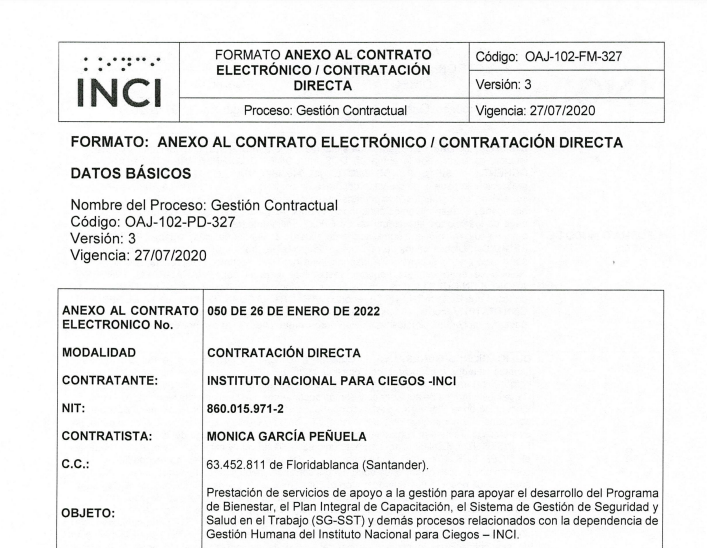 INCI
FORMATO ANEXO AL CONTRATO
ELECTRÓNICO / CONTRATACIÓN
DIRECTA
Proceso: Gestión Contractual
Código: OAJ-102-FM-327
Versión: 3
Vigencia: 27/07/2020
FORMATO: ANEXO AL CONTRATO ELECTRÓNICO / CONTRATACIÓN DIRECTA
DATOS BÁSICOS
Nombre del Proceso: Gestión Contractual
Código: OAJ-102-PD-327
Versión: 3
Vigencia: 27/07/2020
ANEXO AL CONTRATO
ELECTRONICO No.
050 DE 26 DE ENERO DE 2022
MODALIDAD
CONTRATACIÓN DIRECTA
CONTRATANTE:
INSTITUTO NACIONAL PARA CIEGOS -INCI
NIT:
860.015.971-2
CONTRATISTA:
MONICA GARCÍA PEÑUELA
C.C.:
63.452.811 de Floridablanca (Santander).
OBJETO:
Prestación de servicios de apoyo a la gestión para apoyar el desarrollo del Programa
de Bienestar, el Plan Integral de Capacitación, el Sistema de Gestión de Seguridad y
Salud en el Trabajo (SG-SST) y demás procesos relacionados con la dependencia de
Gestión Humana del Instituto Nacional para Ciegos – INCI.